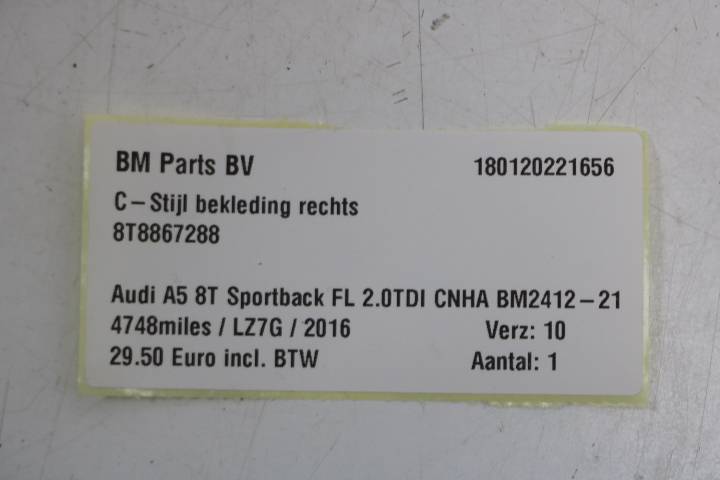 BM Parts BV 180120221656
C-Stijl bekleding rechts
8T8867288
Audi A5 8T Sportback FL 2.0TDI CNHA BM2412-21
4748miles / LZ7G / 2016 Verz: 10
29.50 Euro incl. BTW Aantal: 1